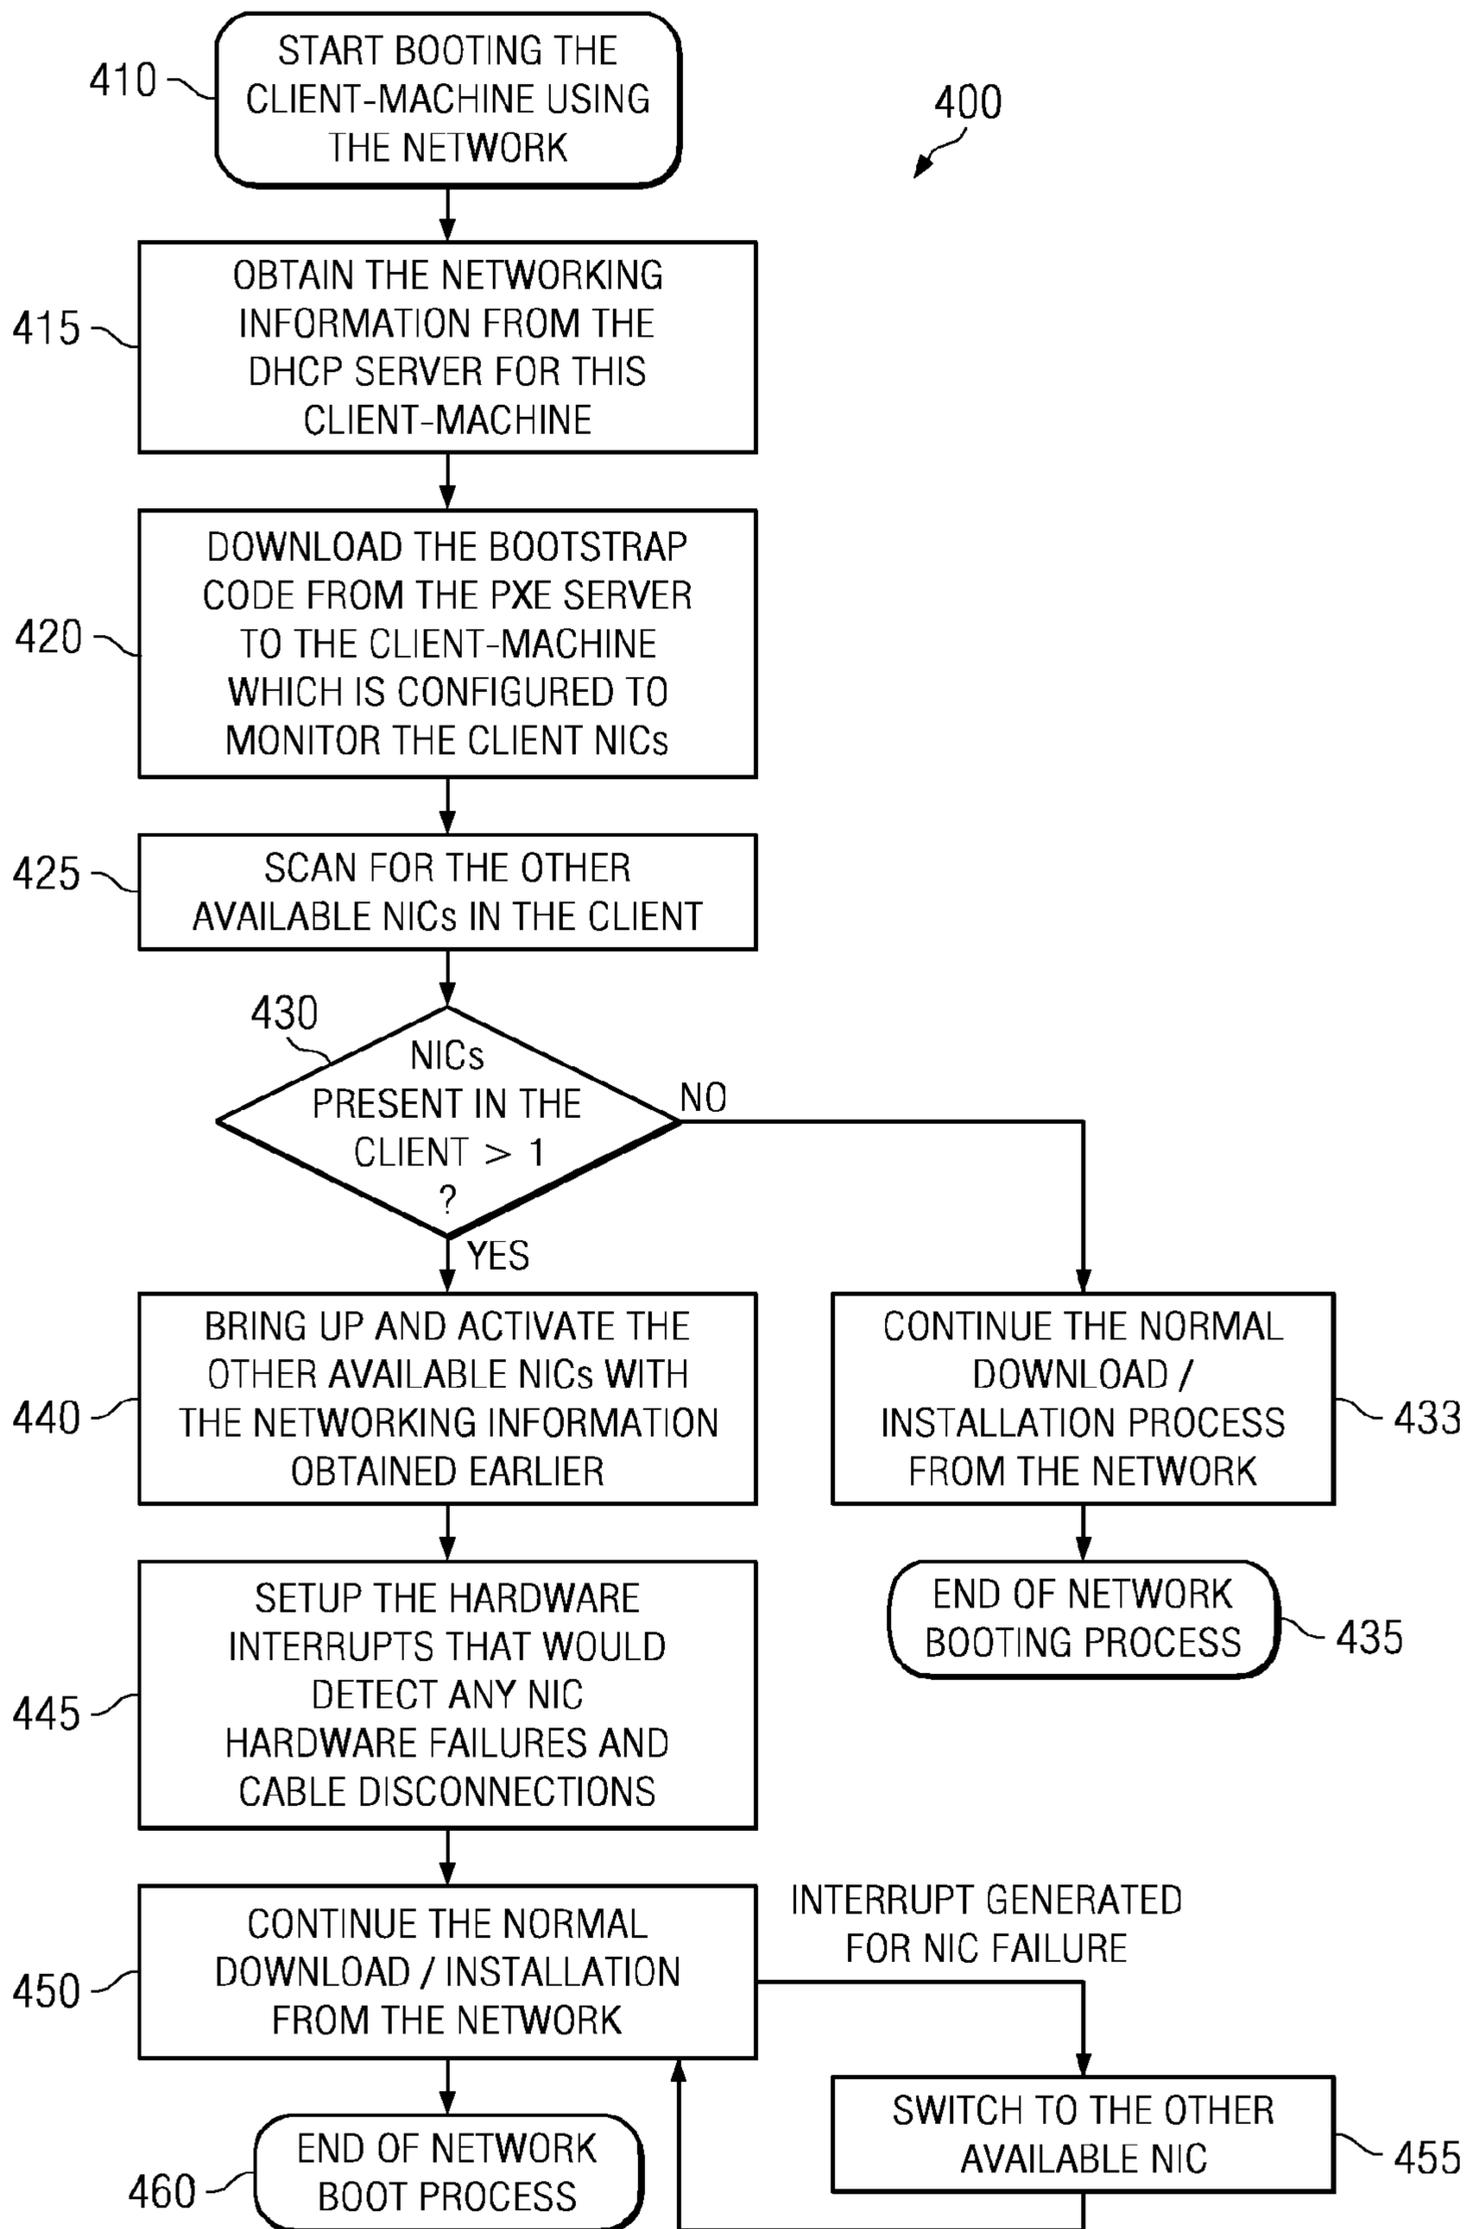 START BOOTING THE
CLIENT-MACHINE USING
THE NETWORK
410
400
OBTAIN THE NETWORKING
INFORMATION FROM THE
DHCP SERVER FOR THIS
CLIENT-MACHINE
415
DOWNLOAD THE BOOTSTRAP
CODE FROM THE PXE SERVER
TO THE CLIENT-MACHINE
WHICH IS CONFIGURED TO
MONITOR THE CLIENT NICs
420
SCAN FOR THE OTHER
AVAILABLE NICs IN THE CLIENT
425
430
NICs
PRESENT IN THE
CLIENT > 1
?
NO
YES
BRING UP AND ACTIVATE THE
OTHER AVAILABLE NICs WITH
THE NETWORKING INFORMATION
OBTAINED EARLIER
440
CONTINUE THE NORMAL
DOWNLOAD /
INSTALLATION PROCESS
FROM THE NETWORK
433
END OF NETWORK
BOOTING PROCESS
435
SETUP THE HARDWARE
INTERRUPTS THAT WOULD
DETECT ANY NIC
HARDWARE FAILURES AND
CABLE DISCONNECTIONS
445
CONTINUE THE NORMAL
DOWNLOAD / INSTALLATION
FROM THE NETWORK
450
INTERRUPT GENERATED
FOR NIC FAILURE
SWITCH TO THE OTHER
AVAILABLE NIC
455
END OF NETWORK
BOOT PROCESS
460